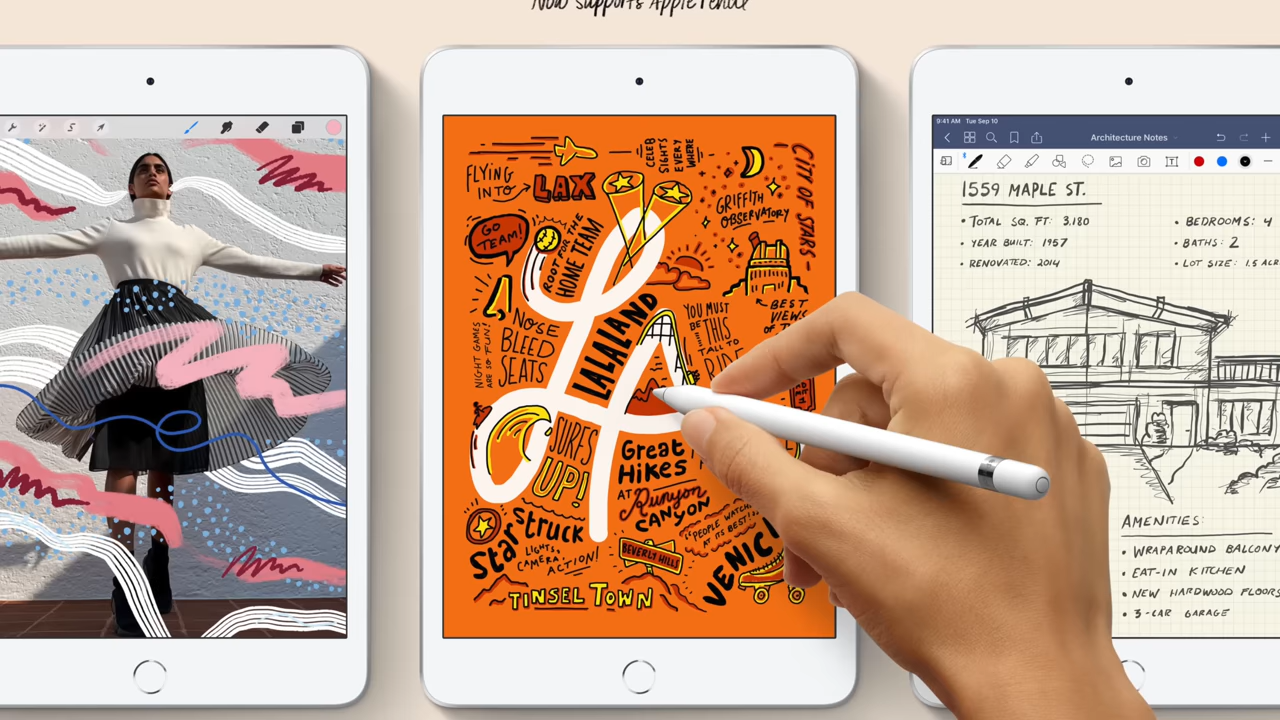 Now supports Apple Pencil
FLYING
INTO
LAX
CELEB
SIGHTS
EVERY
WHERE
CITY OF STARS
GRIFFITH
OBSERVATORY
GO
TEAM!
ROOT FOR THE
HOME TEAM
BEST
VIEWS
OF
LALALAND
YOU MUST
BE THIS
TALL TO
RIDE
NIGHT GAMES
ARE SO FUN!
NOSE
BLEED
SEATS
SURFS
UP!
Great
HIKES
AT Runyon
CANYON
Star struck
LIGHTS,
CAMERA,
ACTION!
"PEOPLE WATCH
AT ITS BEST!"
BEVERLY HILLS
VENIC
TINSEL TOWN
9:41 AM Tue Sep 10
Architecture Notes
1559 MAPLE ST.
• TOTAL SQ. FT: 3,180
• YEAR BUILT: 1957
• RENOVATED: 2014
• BEDROOMS: 4
• BATHS: 2
• LOT SIZE: 1.5 ACR
AMENITIES:
• WRAPAROUND BALCONY
• EAT-IN KITCHEN
• NEW HARDWOOD FLOORS
• 3-CAR GARAGE